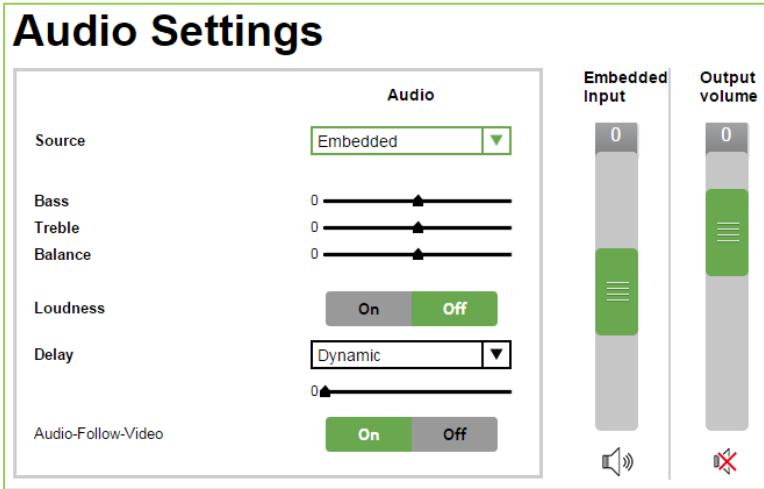 Audio Settings
Audio
Source
Embedded
Bass
0
Treble
0
Balance
0
Loudness
On
Off
Delay
Dynamic
0
Audio-Follow-Video
On
Off
Embedded
Input
0
Output
volume
0